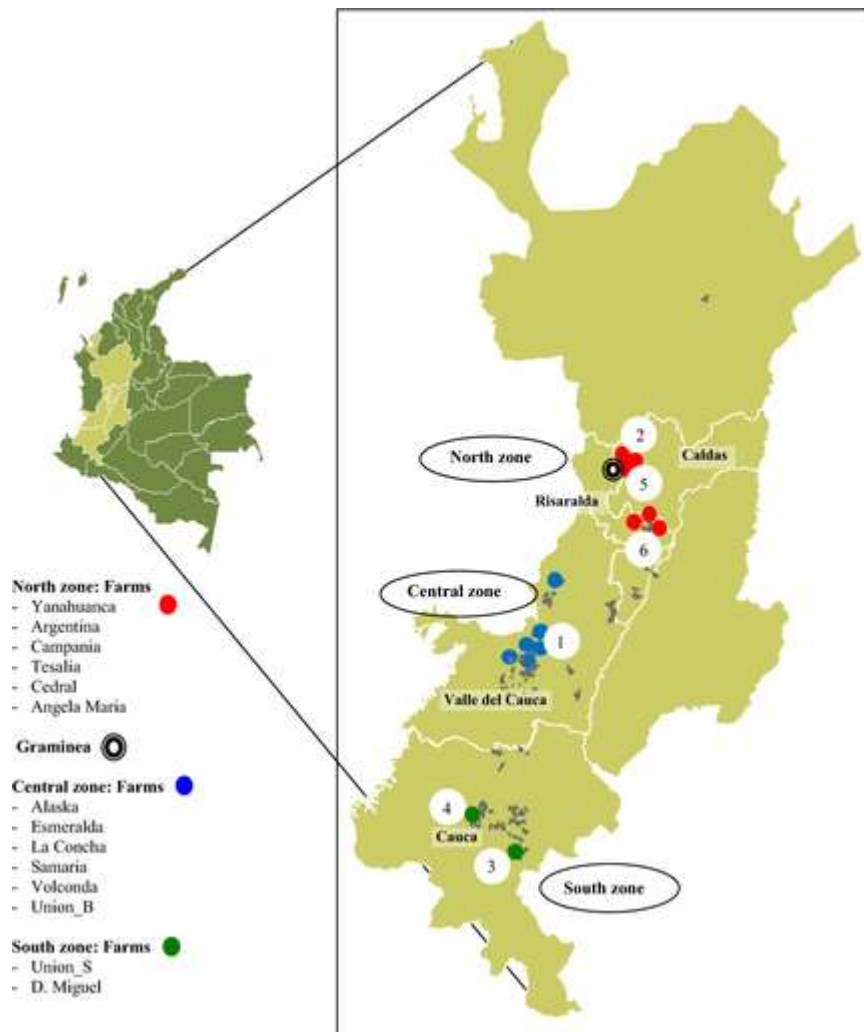 North zone: Farms
- Yanahuanca
- Argentina
- Campania
- Tesalia
- Cedral
- Angela Maria
Graminea
Central zone: Farms
- Alaska
- Esmeralda
- La Concha
- Samaria
- Volconda
- Union_B
South zone: Farms
- Union_S
- D. Miguel
2
North zone
Caldas
5
Risaralda
6
Central zone
1
Valle del Cauca
4
Cauca
3
South zone